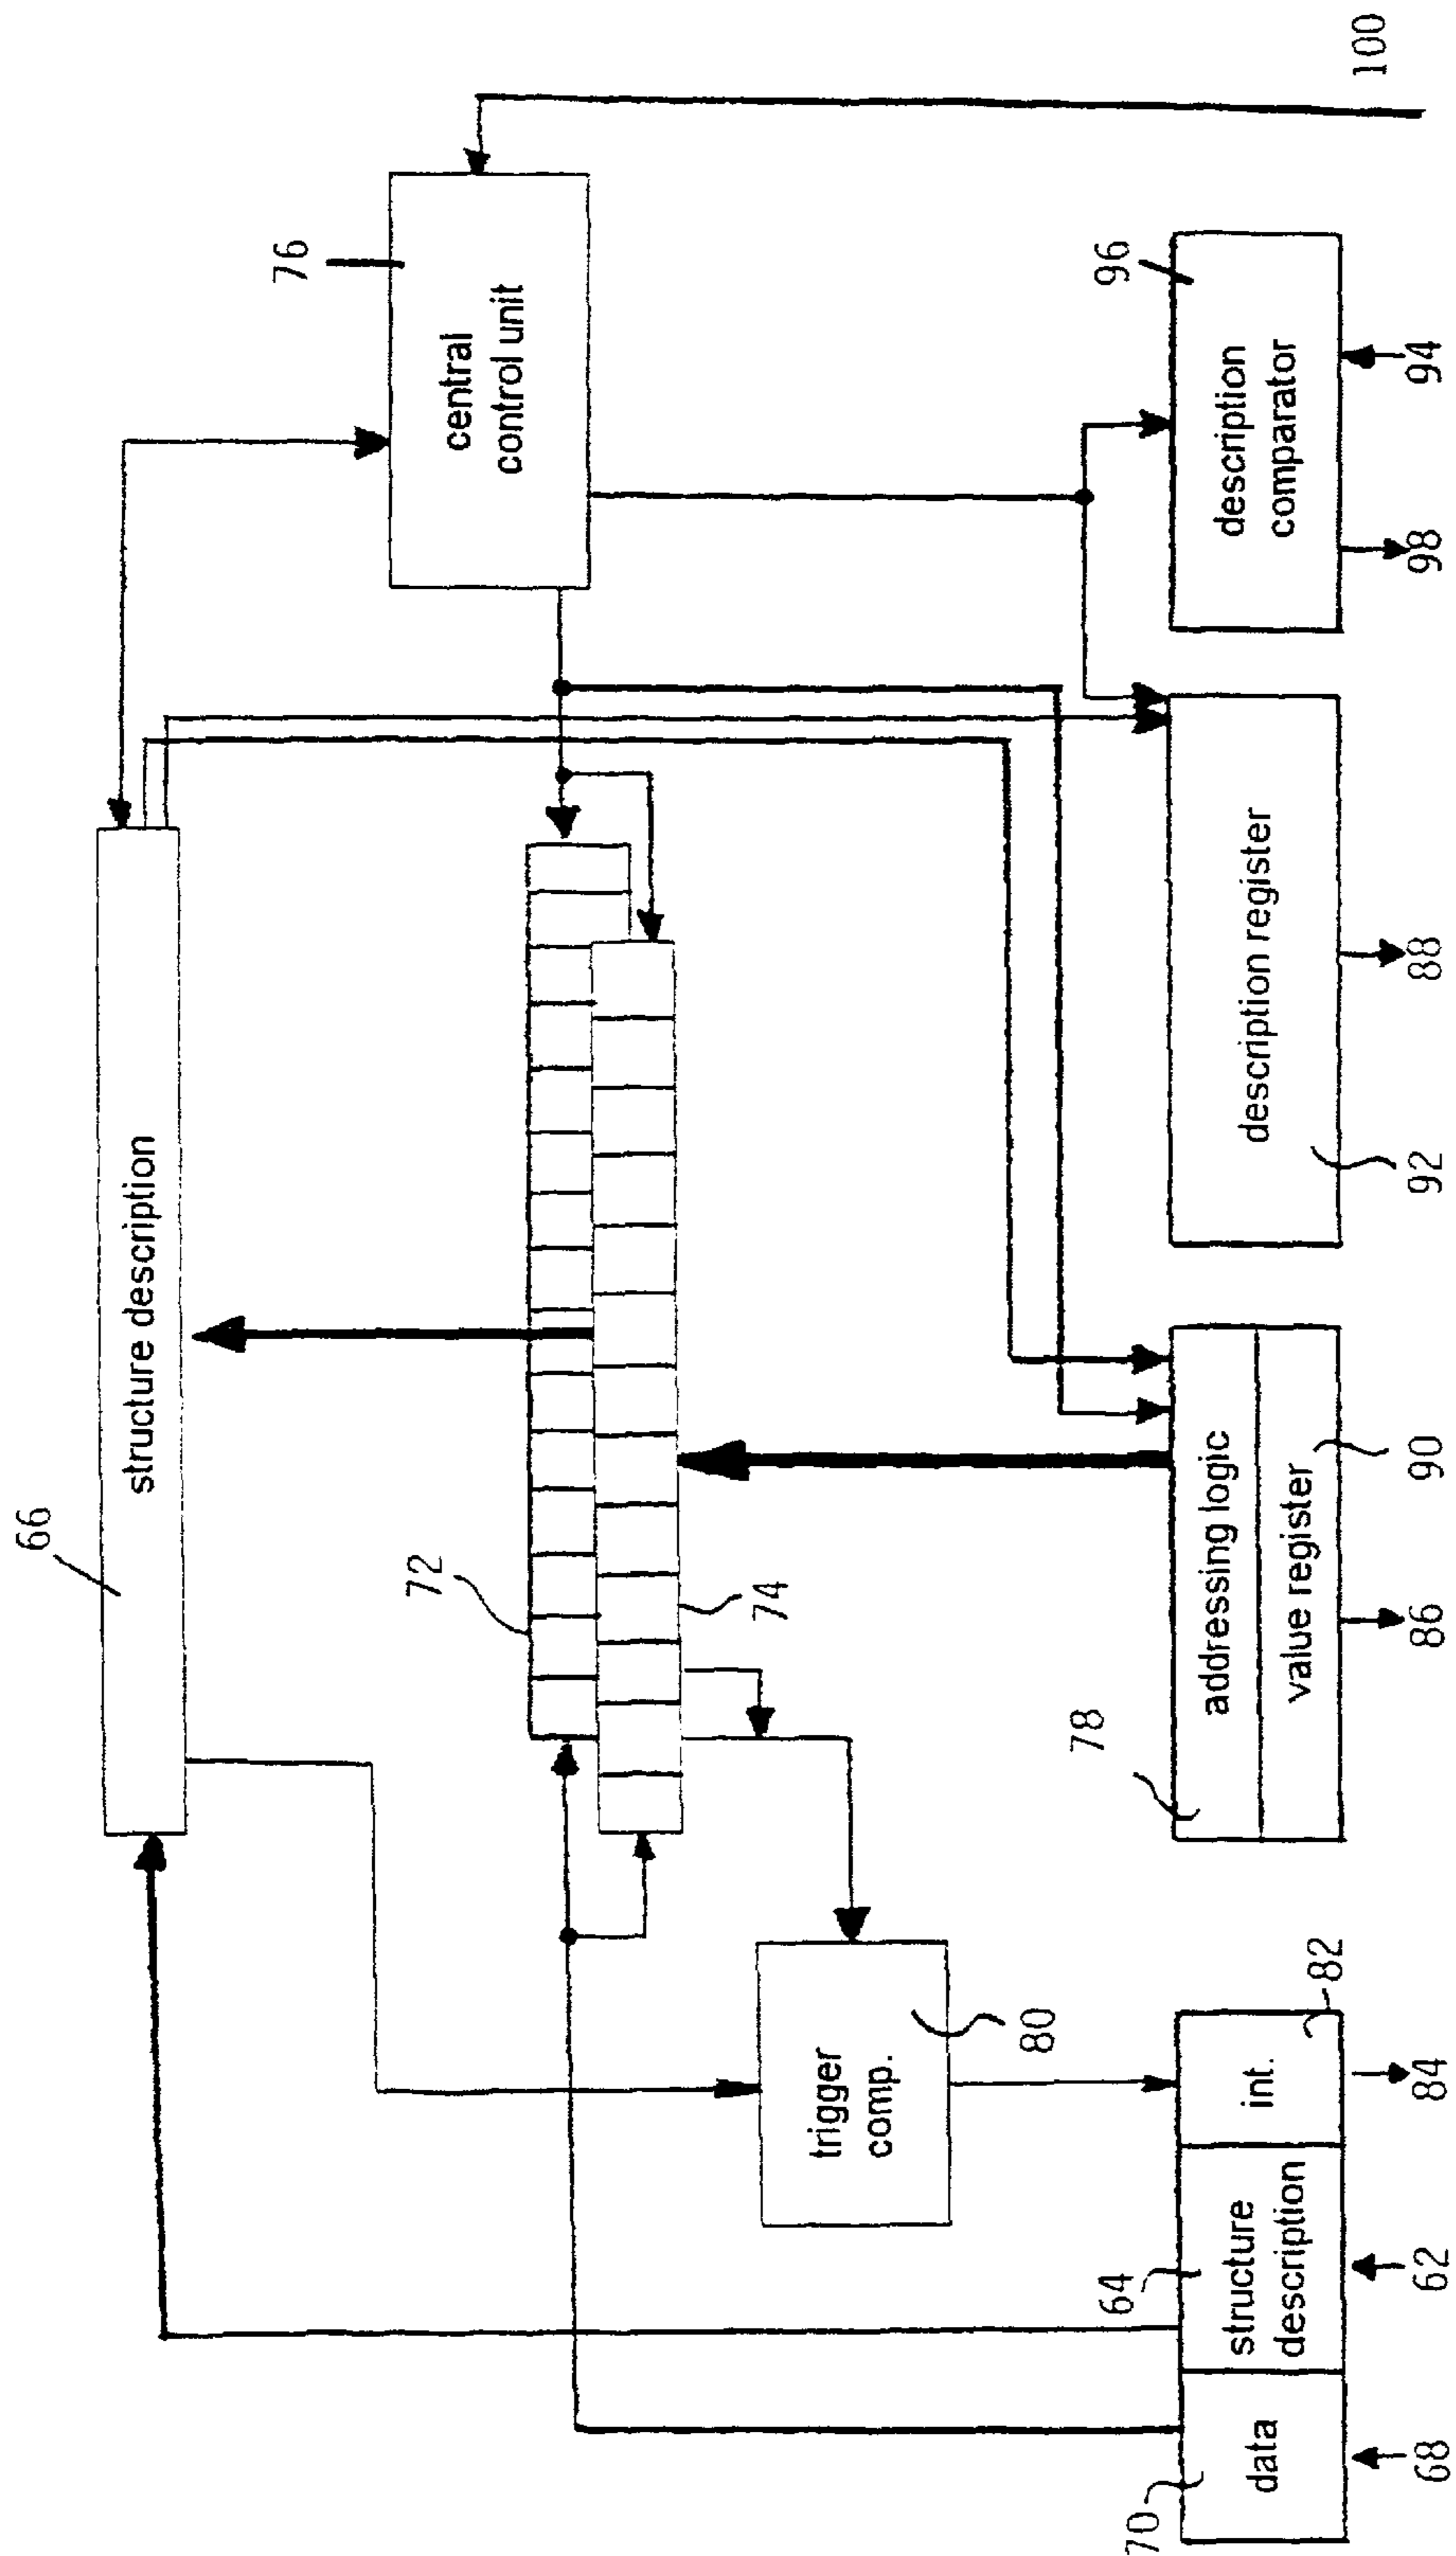 66
structure description
76
central
control unit
100
72
74
80
trigger
comp.
70
data
68
64
structure
description
62
int.
82
84
78
addressing logic
value register
86
90
description register
92
88
96
description
comparator
98
94